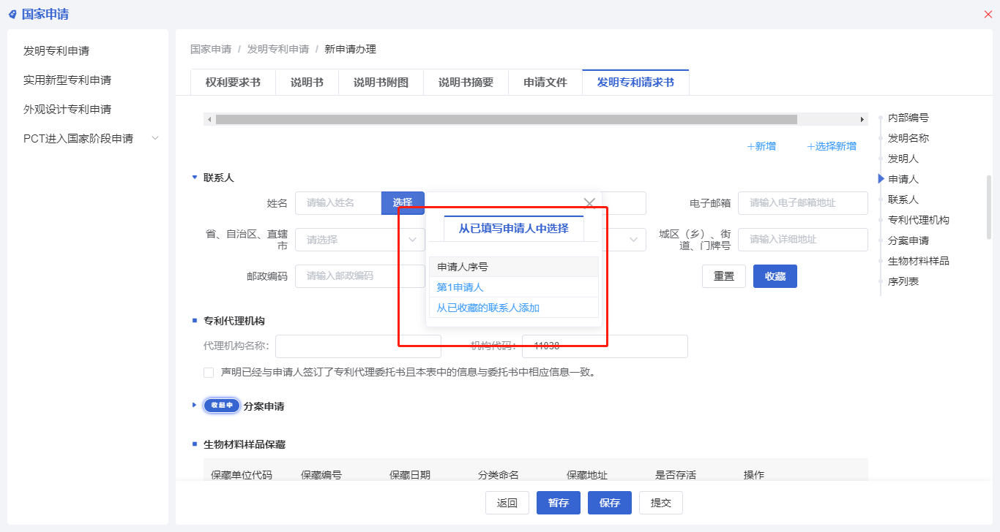 国家申请
发明专利申请
实用新型专利申请
外观设计专利申请
PCT进入国家阶段申请
国家申请 / 发明专利申请 / 新申请办理
权利要求书 说明书 说明书附图 说明书摘要 申请文件 发明专利请求书
+新增 +选择新增
联系人
姓名 请输入姓名 选择 电子邮箱 请输入电子邮箱地址
省、自治区、直辖市 请选择 城区（乡）、街道、门牌号 请输入详细地址
邮政编码 请输入邮政编码 重置 收藏
从已填写申请人中选择
申请人序号
第1申请人
从已收藏的联系人添加
专利代理机构
代理机构名称： 机构代码： 11038
声明已经与申请人签订了专利代理委托书且本表中的信息与委托书中相应信息一致。
收起中 分案申请
生物材料样品保藏
保藏单位代码 保藏编号 保藏日期 分类命名 保藏地址 是否存活 操作
返回 暂存 保存 提交
内部编号
发明名称
发明人
申请人
联系人
专利代理机构
分案申请
生物材料样品
序列表